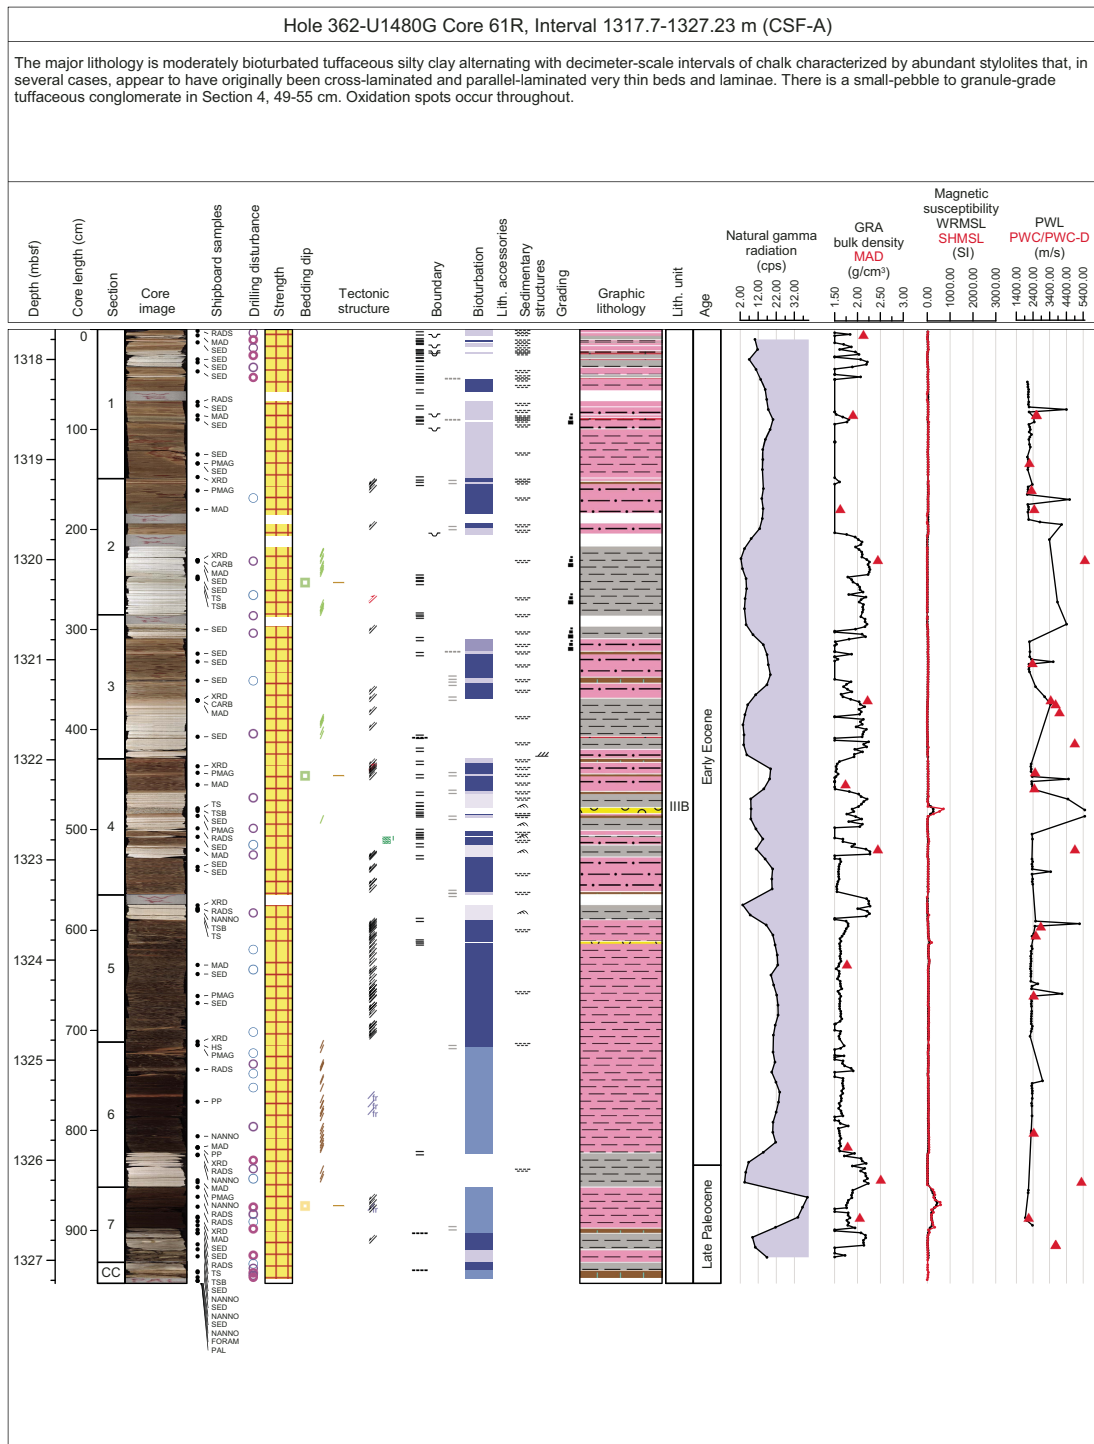 Hole 362-U1480G Core 61R, Interval 1317.7-1327.23 m (CSF-A)
The major lithology is moderately bioturbated tuffaceous silty clay alternating with decimeter-scale intervals of chalk characterized by abundant stylolites that, in
several cases, appear to have originally been cross-laminated and parallel-laminated very thin beds and laminae. There is a small-pebble to granule-grade
tuffaceous conglomerate in Section 4, 49-55 cm. Oxidation spots occur throughout.
Depth (mbsf)
Core length (cm)
Section
Core
image
Shipboard samples
Drilling disturbance
Strength
Bedding dip
Tectonic
structure
Boundary
Bioturbation
Lith. accessories
Sedimentary
structures
Grading
Graphic
lithology
Lith. unit
Age
Natural gamma
radiation
(cps)
2.00
12.00
22.00
32.00
GRA
bulk density
MAD
(g/cm³)
1.50
2.00
2.50
3.00
Magnetic
susceptibility
WRMSL
SHMSL
(SI)
0.00
1000.00
2000.00
3000.00
PWL
PWC/PWC-D
(m/s)
1400.00
2400.00
3400.00
4400.00
5400.00
1318
1319
1320
1321
1322
1323
1324
1325
1326
1327
0
100
200
300
400
500
600
700
800
900
1
2
3
4
5
6
7
CC
RADS
MAD
SED
SED
SED
RADS
SED
MAD
SED
SED
PMAG
SED
XRD
PMAG
MAD
XRD
CARB
MAD
SED
SED
TS
TSB
SED
SED
SED
SED
XRD
CARB
MAD
SED
XRD
PMAG
MAD
TS
TSB
SED
PMAG
RADS
SED
MAD
SED
SED
XRD
RADS
NANNO
TSB
TS
MAD
SED
PMAG
SED
XRD
HS
PMAG
RADS
PP
NANNO
MAD
PP
XRD
RADS
NANNO
MAD
PMAG
NANNO
RADS
RADS
XRD
MAD
SED
SED
RADS
TS
TSB
SED
NANNO
SED
NANNO
SED
NANNO
FORAM
PAL
IIIB
Early Eocene
Late Paleocene